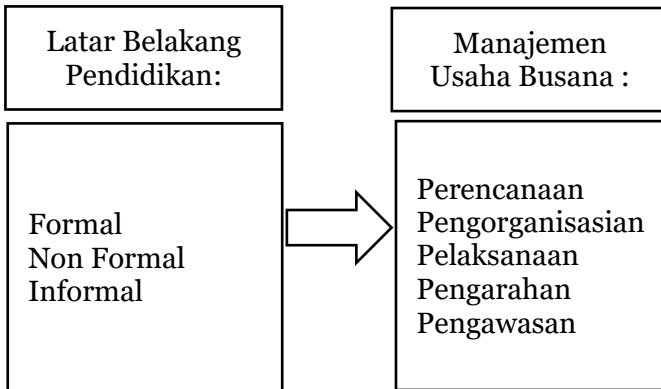 Latar Belakang
Pendidikan:
Formal
Non Formal
Informal
Manajemen
Usaha Busana :
Perencanaan
Pengorganisasian
Pelaksanaan
Pengarahan
Pengawasan